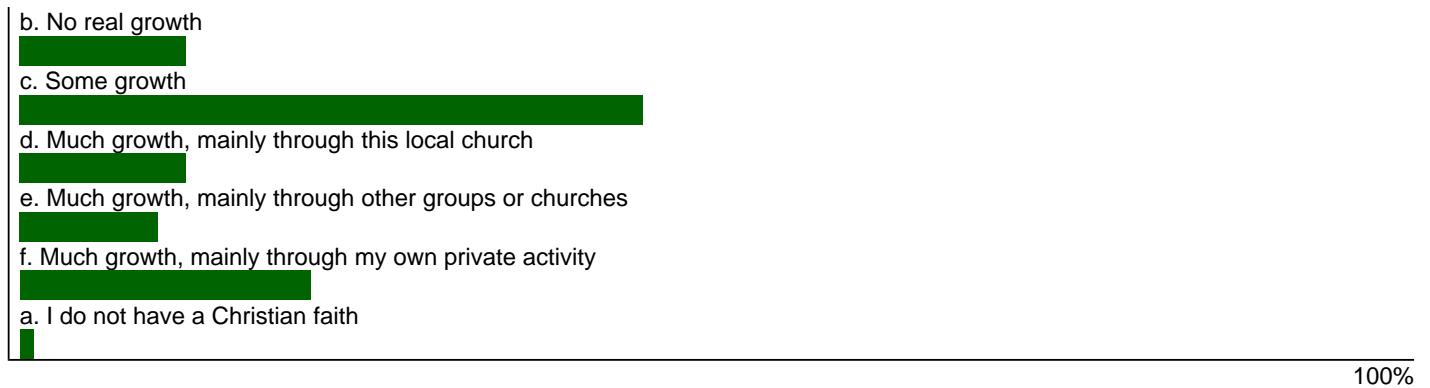 b. No real growth
c. Some growth
d. Much growth, mainly through this local church
e. Much growth, mainly through other groups or churches
f. Much growth, mainly through my own private activity
a. I do not have a Christian faith
100%